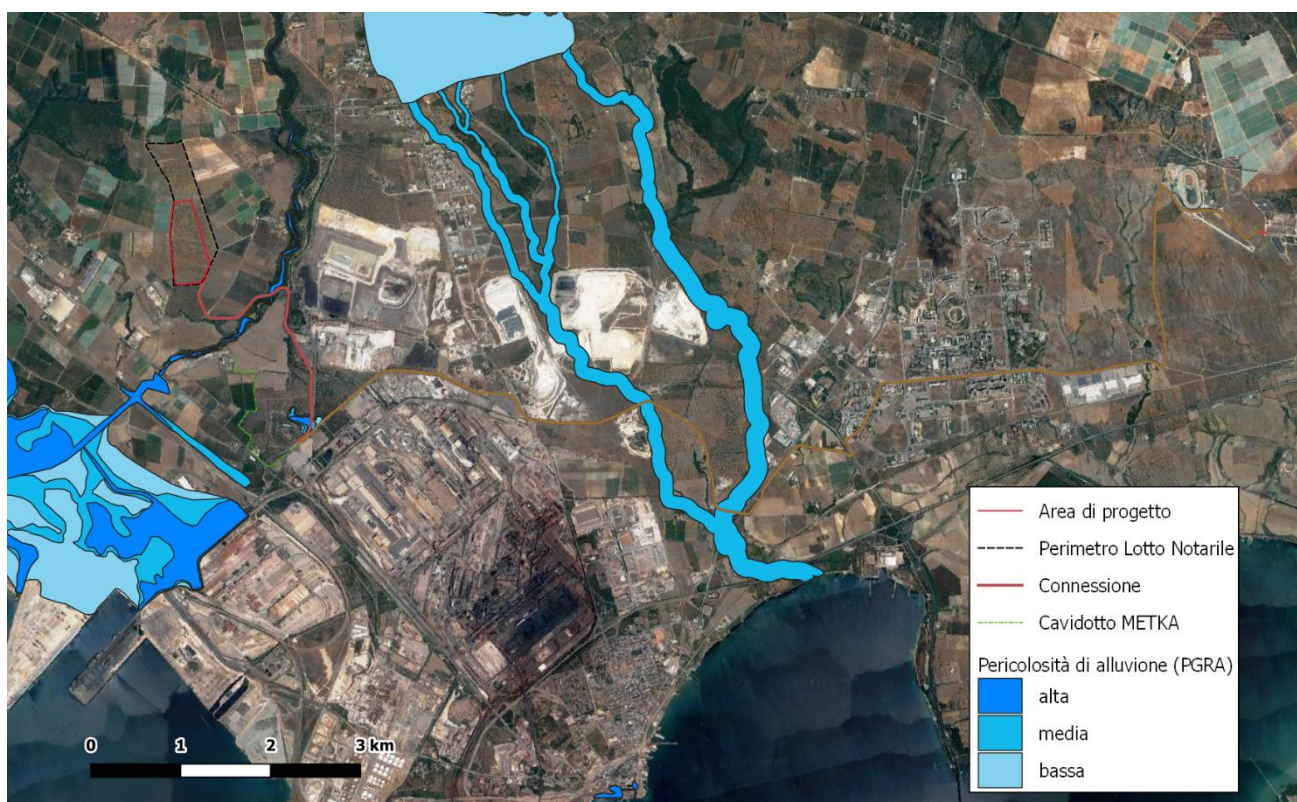 Area di progetto
Perimetro Lotto Notarile
Connessione
Cavidotto METKA
Pericolosità di alluvione (PGRA)
alta
media
bassa
0 1 2 3 km